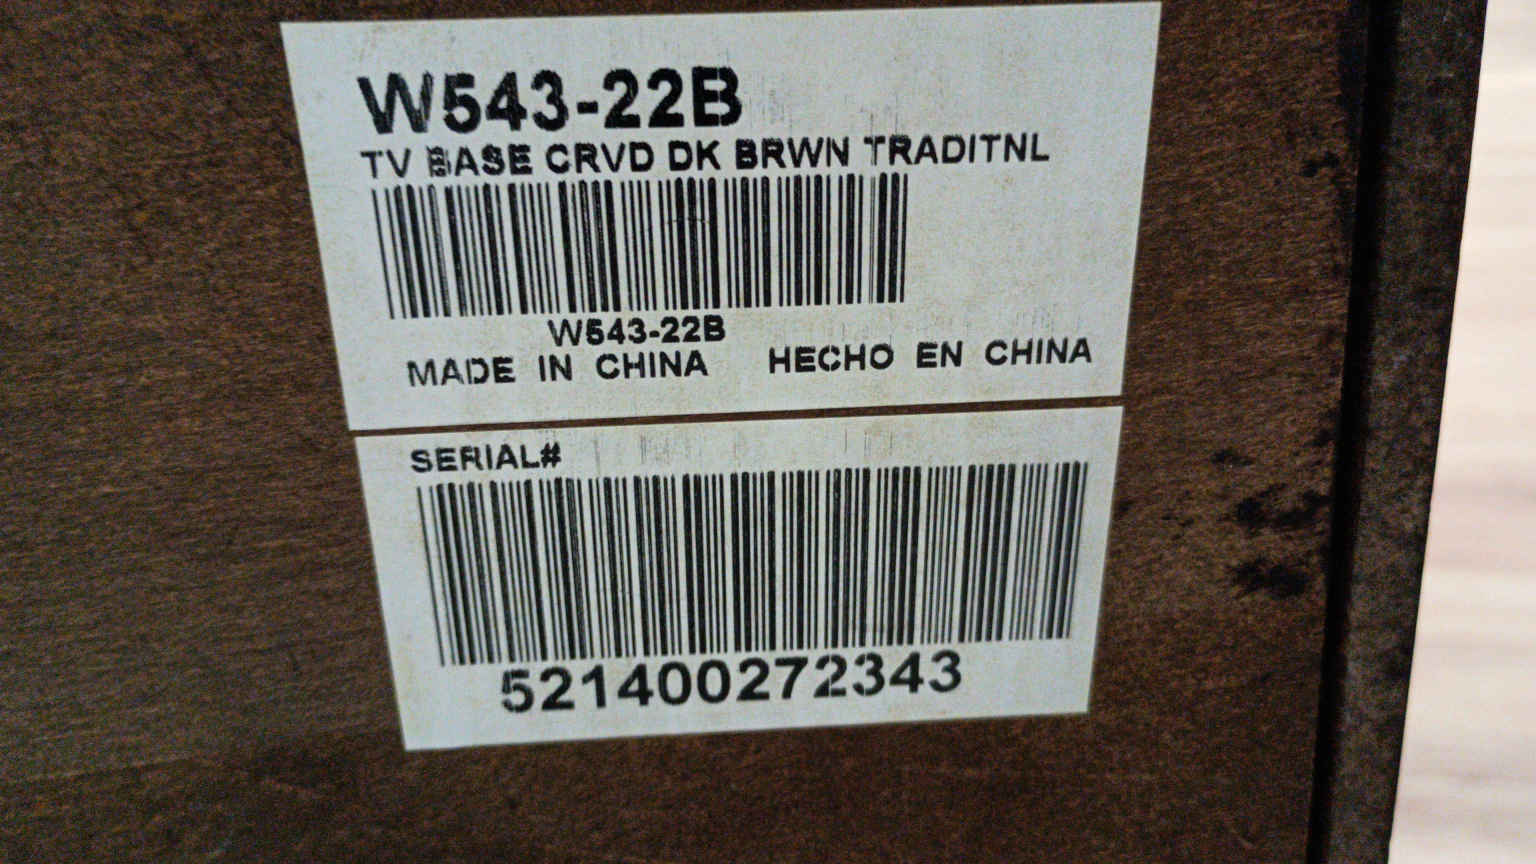 W543-22B
TV BASE CRVD DK BRWN TRADITNL
W543-22B
MADE IN CHINA HECHO EN CHINA
SERIAL#
521400272343